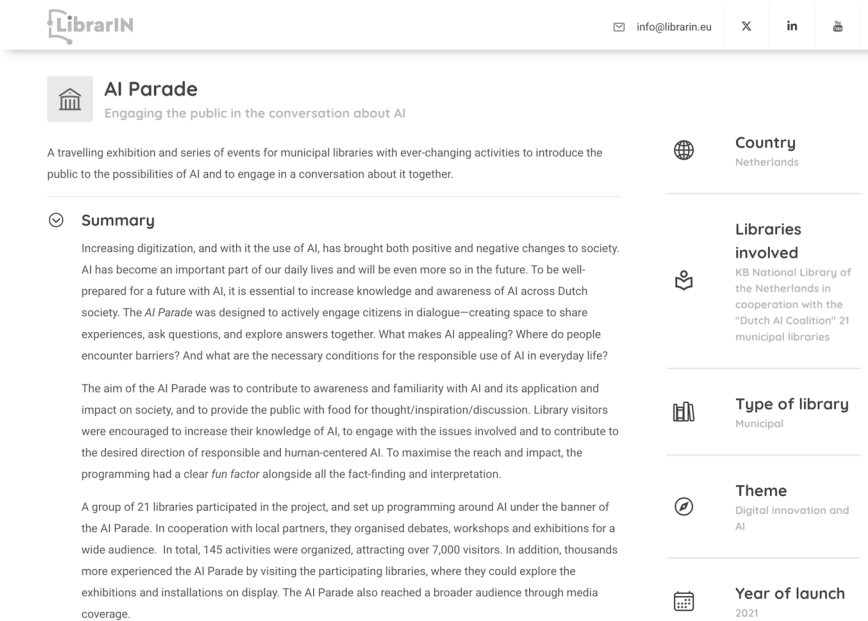 LibrarIN
info@librarin.eu
AI Parade
Engaging the public in the conversation about AI
A travelling exhibition and series of events for municipal libraries with ever-changing activities to introduce the
public to the possibilities of AI and to engage in a conversation about it together.
Summary
Increasing digitization, and with it the use of AI, has brought both positive and negative changes to society.
AI has become an important part of our daily lives and will be even more so in the future. To be well-
prepared for a future with AI, it is essential to increase knowledge and awareness of AI across Dutch
society. The AI Parade was designed to actively engage citizens in dialogue—creating space to share
experiences, ask questions, and explore answers together. What makes AI appealing? Where do people
encounter barriers? And what are the necessary conditions for the responsible use of AI in everyday life?
The aim of the AI Parade was to contribute to awareness and familiarity with AI and its application and
impact on society, and to provide the public with food for thought/inspiration/discussion. Library visitors
were encouraged to increase their knowledge of AI, to engage with the issues involved and to contribute to
the desired direction of responsible and human-centered AI. To maximise the reach and impact, the
programming had a clear fun factor alongside all the fact-finding and interpretation.
A group of 21 libraries participated in the project, and set up programming around AI under the banner of
the AI Parade. In cooperation with local partners, they organised debates, workshops and exhibitions for a
wide audience.  In total, 145 activities were organized, attracting over 7,000 visitors. In addition, thousands
more experienced the AI Parade by visiting the participating libraries, where they could explore the
exhibitions and installations on display. The AI Parade also reached a broader audience through media
coverage.
Country
Netherlands
Libraries
involved
KB National Library of
the Netherlands in
cooperation with the
"Dutch AI Coalition" 21
municipal libraries
Type of library
Municipal
Theme
Digital innovation and
AI
Year of launch
2021